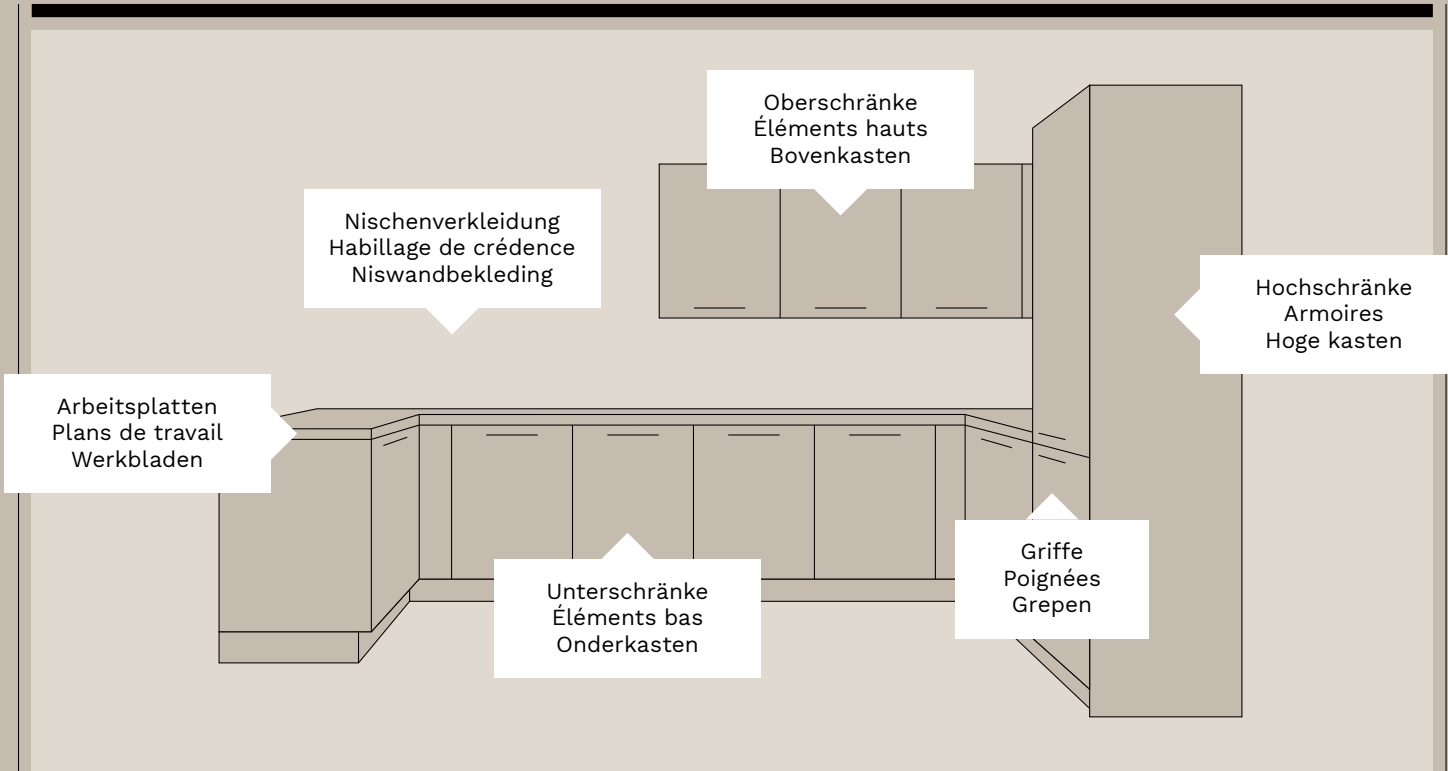 Oberschränke
Éléments hauts
Bovenkasten
Nischenverkleidung
Habillage de crédence
Niswandbekleding
Hochschränke
Armoires
Hoge kasten
Arbeitsplatten
Plans de travail
Werkbladen
Griffe
Poignées
Grepen
Unterschränke
Éléments bas
Onderkasten